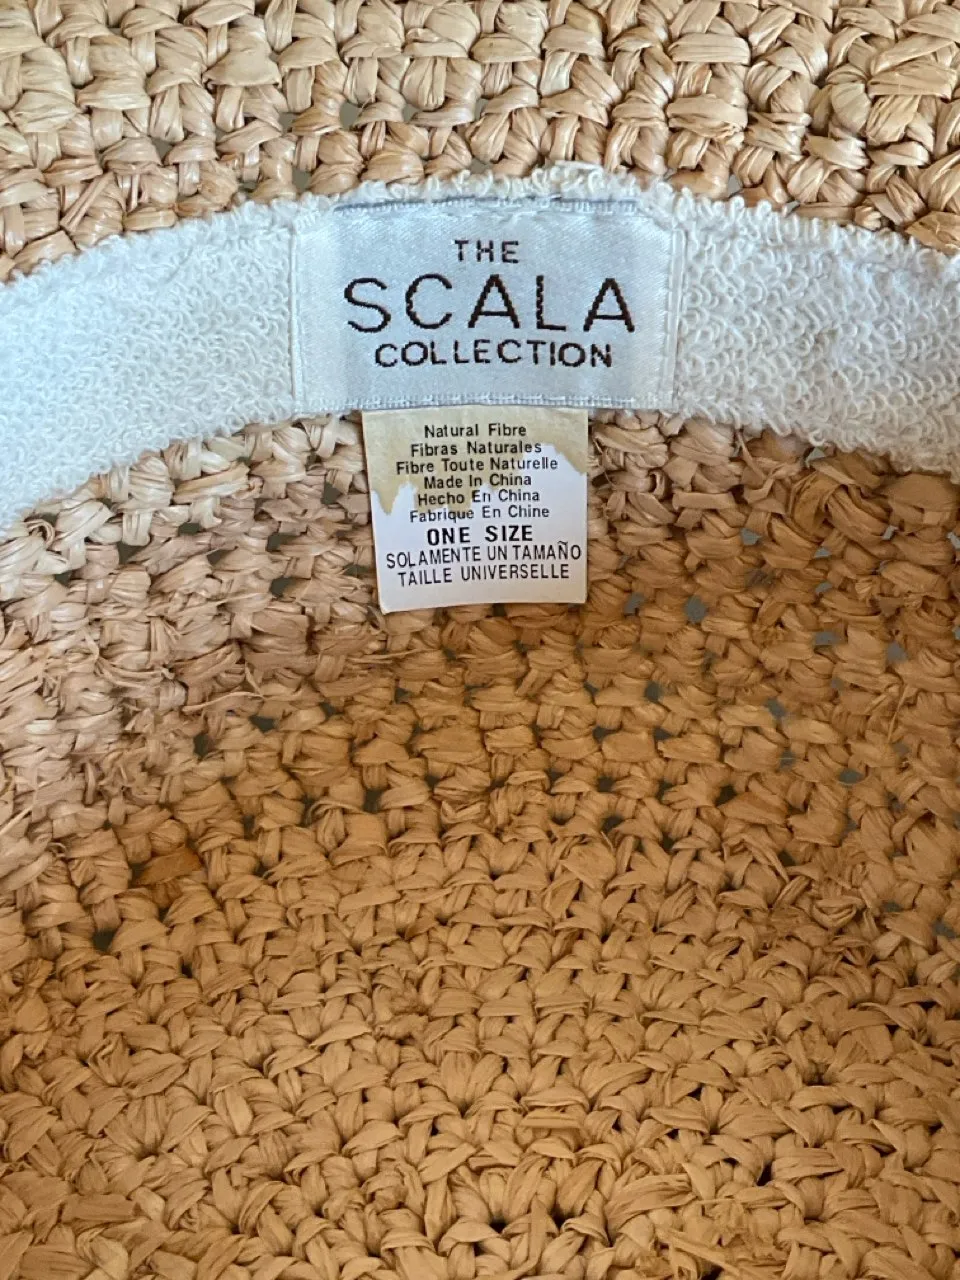 THE
SCALA
COLLECTION
Natural Fibre
Fibras Naturales
Fibre Toute Naturelle
Made In China
Hecho En China
Fabrique En Chine
ONE SIZE
SOLAMENTE UN TAMAÑO
TAILLE UNIVERSELLE